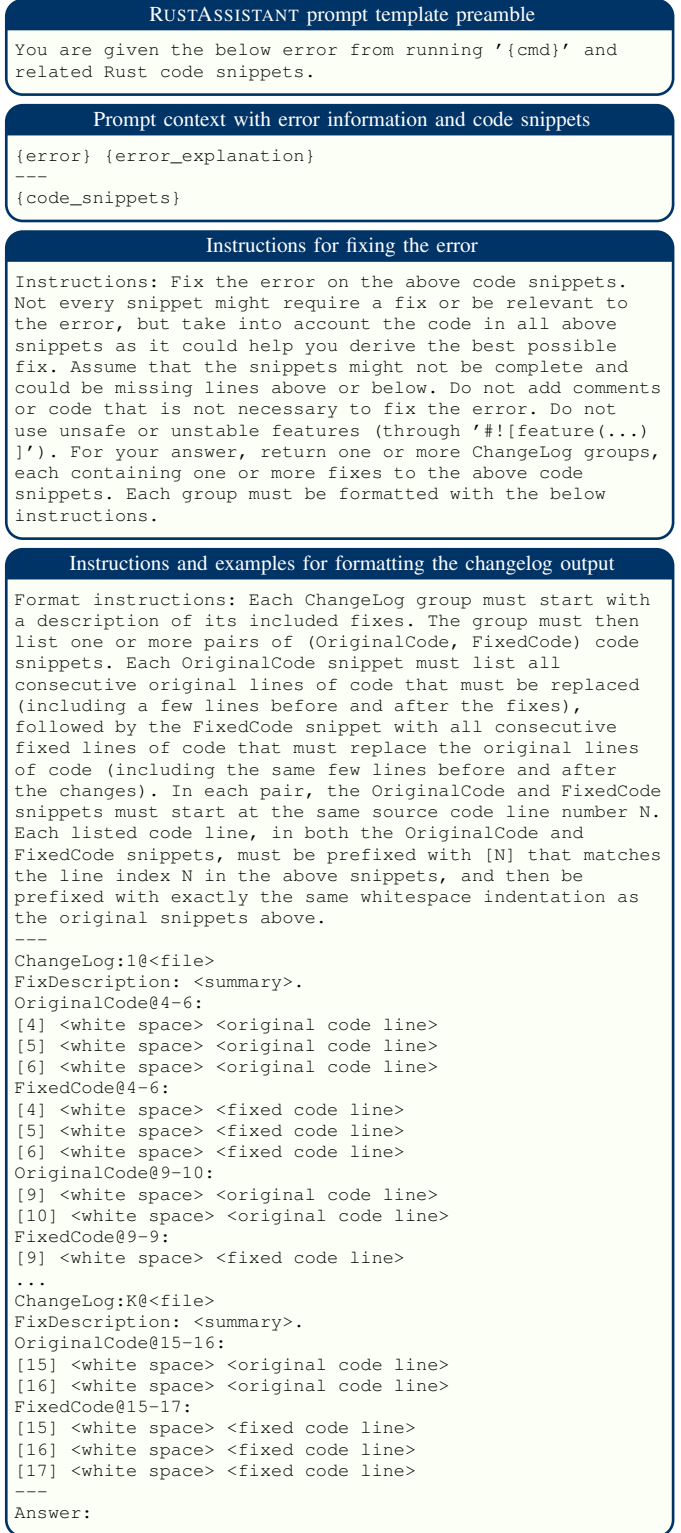 RUSTASSISTANT prompt template preamble
You are given the below error from running '{cmd}' and
related Rust code snippets.
Prompt context with error information and code snippets
{error} {error_explanation}
---
{code_snippets}
Instructions for fixing the error
Instructions: Fix the error on the above code snippets.
Not every snippet might require a fix or be relevant to
the error, but take into account the code in all above
snippets as it could help you derive the best possible
fix. Assume that the snippets might not be complete and
could be missing lines above or below. Do not add comments
or code that is not necessary to fix the error. Do not
use unsafe or unstable features (through '#![feature(...)
]'). For your answer, return one or more ChangeLog groups,
each containing one or more fixes to the above code
snippets. Each group must be formatted with the below
instructions.
Instructions and examples for formatting the changelog output
Format instructions: Each ChangeLog group must start with
a description of its included fixes. The group must then
list one or more pairs of (OriginalCode, FixedCode) code
snippets. Each OriginalCode snippet must list all
consecutive original lines of code that must be replaced
(including a few lines before and after the fixes),
followed by the FixedCode snippet with all consecutive
fixed lines of code that must replace the original lines
of code (including the same few lines before and after
the changes). In each pair, the OriginalCode and FixedCode
snippets must start at the same source code line number N.
Each listed code line, in both the OriginalCode and
FixedCode snippets, must be prefixed with [N] that matches
the line index N in the above snippets, and then be
prefixed with exactly the same whitespace indentation as
the original snippets above.
---
ChangeLog:1@<file>
FixDescription: <summary>.
OriginalCode@4-6:
[4] <white space> <original code line>
[5] <white space> <original code line>
[6] <white space> <original code line>
FixedCode@4-6:
[4] <white space> <fixed code line>
[5] <white space> <fixed code line>
[6] <white space> <fixed code line>
OriginalCode@9-10:
[9] <white space> <original code line>
[10] <white space> <original code line>
FixedCode@9-9:
[9] <white space> <fixed code line>
...
ChangeLog:K@<file>
FixDescription: <summary>.
OriginalCode@15-16:
[15] <white space> <original code line>
[16] <white space> <original code line>
FixedCode@15-17:
[15] <white space> <fixed code line>
[16] <white space> <fixed code line>
[17] <white space> <fixed code line>
---
Answer: